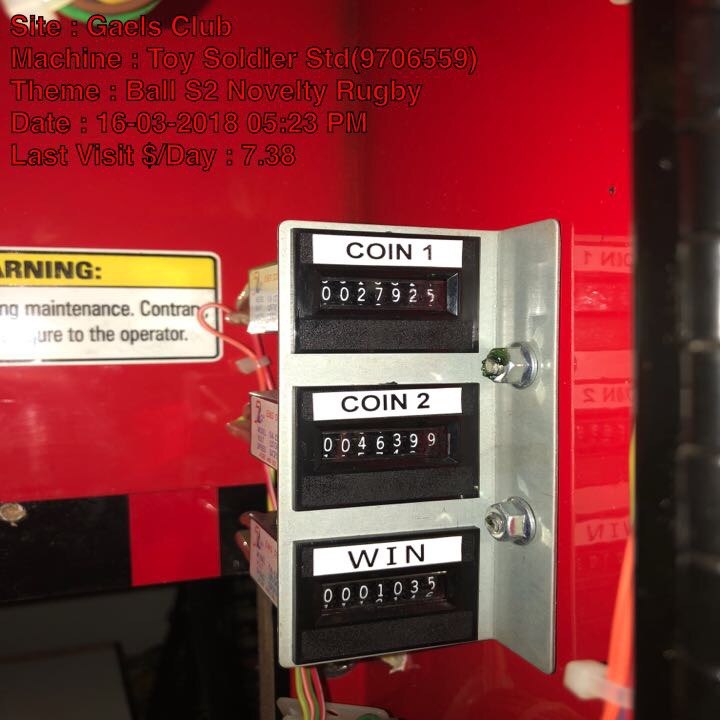 Site : Gaels Club
Machine : Toy Soldier Std(9706559)
Theme : Ball S2 Novelty Rugby
Date : 16-03-2018 05:23 PM
Last Visit $/Day : 7.38
ARNING:
ng maintenance. Contra
ure to the operator.
COIN 1
0027925
COIN 2
0046399
WIN
0001035